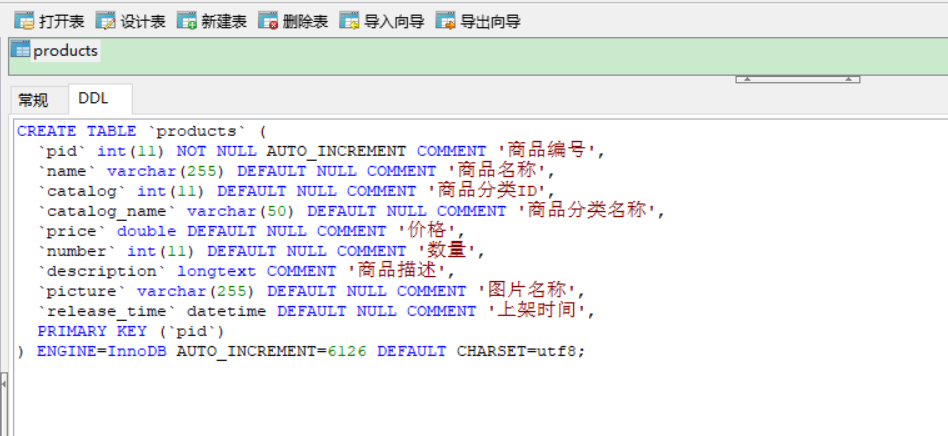 打开表 设计表 新建表 删除表 导入向导 导出向导
products
常规 DDL
CREATE TABLE `products` (
  `pid` int(11) NOT NULL AUTO_INCREMENT COMMENT '商品编号',
  `name` varchar(255) DEFAULT NULL COMMENT '商品名称',
  `catalog` int(11) DEFAULT NULL COMMENT '商品分类ID',
  `catalog_name` varchar(50) DEFAULT NULL COMMENT '商品分类名称',
  `price` double DEFAULT NULL COMMENT '价格',
  `number` int(11) DEFAULT NULL COMMENT '数量',
  `description` longtext COMMENT '商品描述',
  `picture` varchar(255) DEFAULT NULL COMMENT '图片名称',
  `release_time` datetime DEFAULT NULL COMMENT '上架时间',
  PRIMARY KEY (`pid`)
) ENGINE=InnoDB AUTO_INCREMENT=6126 DEFAULT CHARSET=utf8;